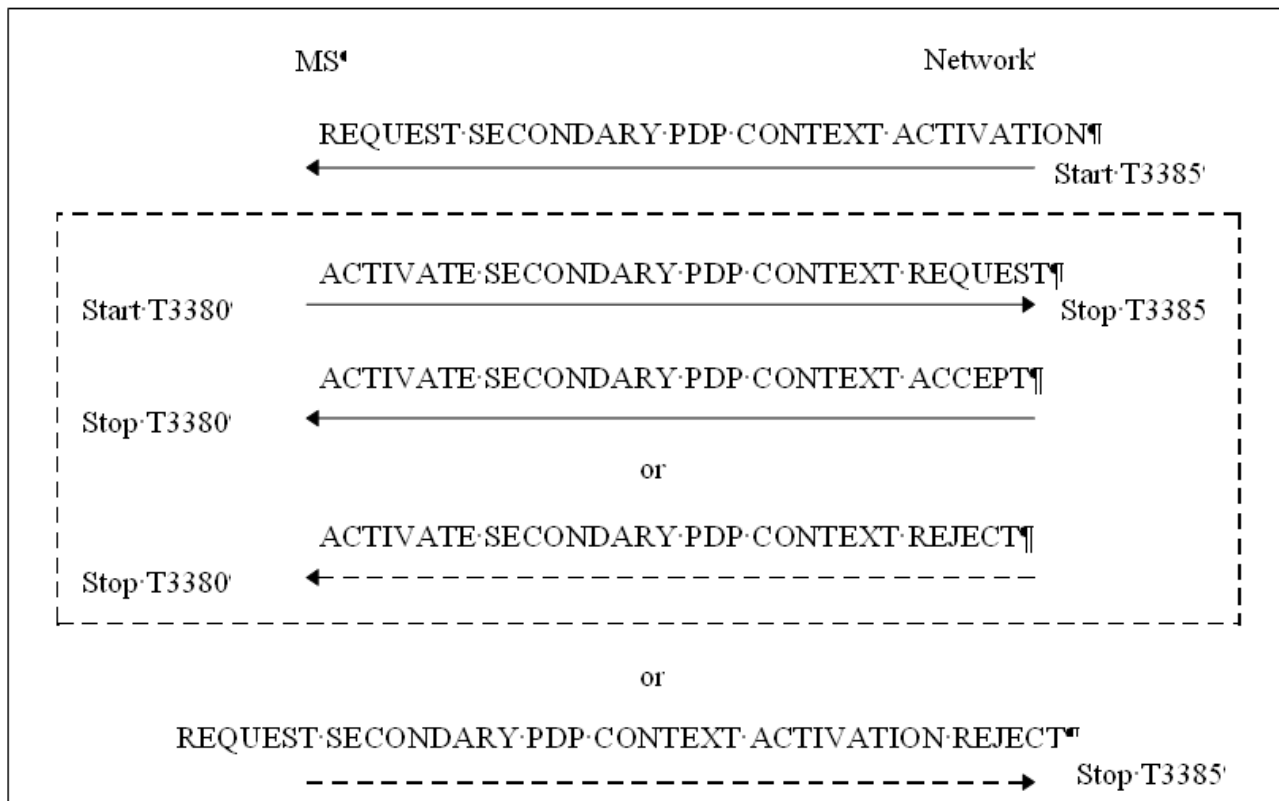 MS Network
REQUEST·SECONDARY·PDP·CONTEXT·ACTIVATION¶
Start·T3385
ACTIVATE·SECONDARY·PDP·CONTEXT·REQUEST¶
Start·T3380 Stop·T3385
ACTIVATE·SECONDARY·PDP·CONTEXT·ACCEPT¶
Stop·T3380
or
ACTIVATE·SECONDARY·PDP·CONTEXT·REJECT¶
Stop·T3380
or
REQUEST·SECONDARY·PDP·CONTEXT·ACTIVATION·REJECT¶
Stop·T3385